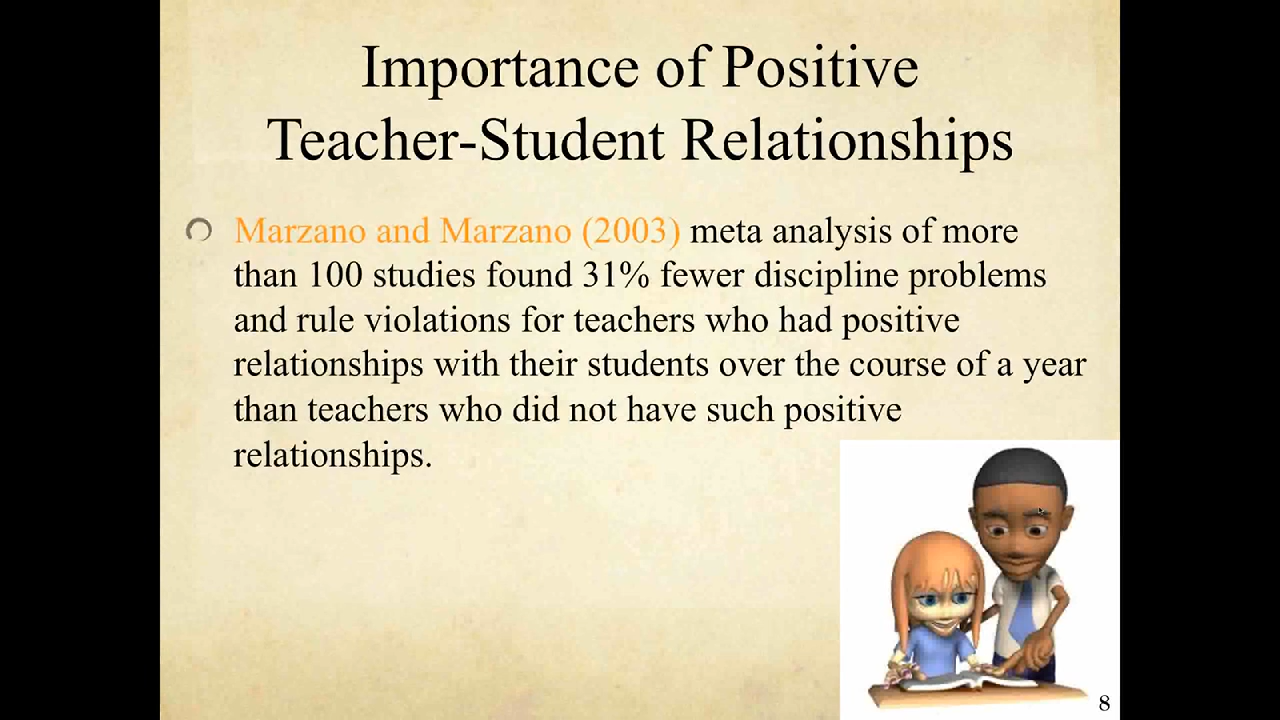 Importance of Positive
Teacher-Student Relationships
Marzano and Marzano (2003) meta analysis of more
than 100 studies found 31% fewer discipline problems
and rule violations for teachers who had positive
relationships with their students over the course of a year
than teachers who did not have such positive
relationships.
8